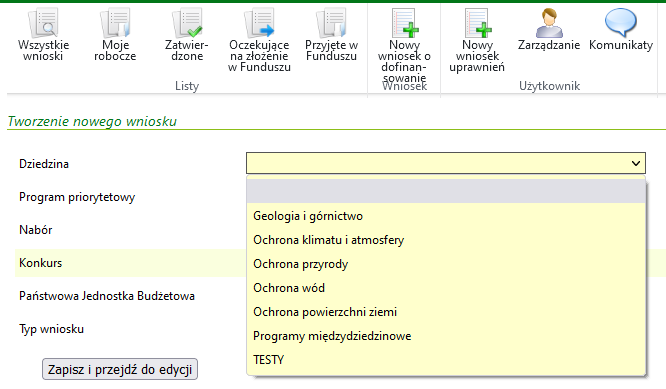 Wszystkie
wnioski
Moje
robocze
Zatwier-
dzone
Oczekujące
na złożenie
w Funduszu
Przyjęte w
Funduszu
Listy
Nowy
wniosek o
dofinan-
sowanie
Wniosek
Nowy
wniosek
uprawnień
Zarządzanie
Komunikaty
Użytkownik
Tworzenie nowego wniosku
Dziedzina
Program priorytetowy
Nabór
Konkurs
Państwowa Jednostka Budżetowa
Typ wniosku
Geologia i górnictwo
Ochrona klimatu i atmosfery
Ochrona przyrody
Ochrona wód
Ochrona powierzchni ziemi
Programy międzydziedzinowe
TESTY
Zapisz i przejdź do edycji